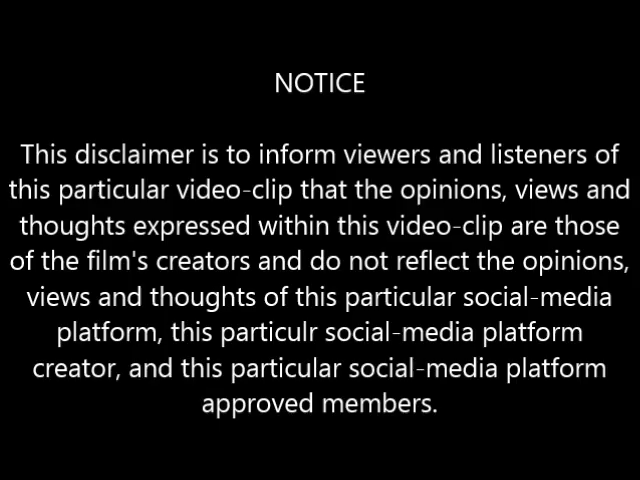 NOTICE
This disclaimer is to inform viewers and listeners of
this particular video-clip that the opinions, views and
thoughts expressed within this video-clip are those
of the film's creators and do not reflect the opinions,
views and thoughts of this particular social-media
platform, this particulr social-media platform
creator, and this particular social-media platform
approved members.